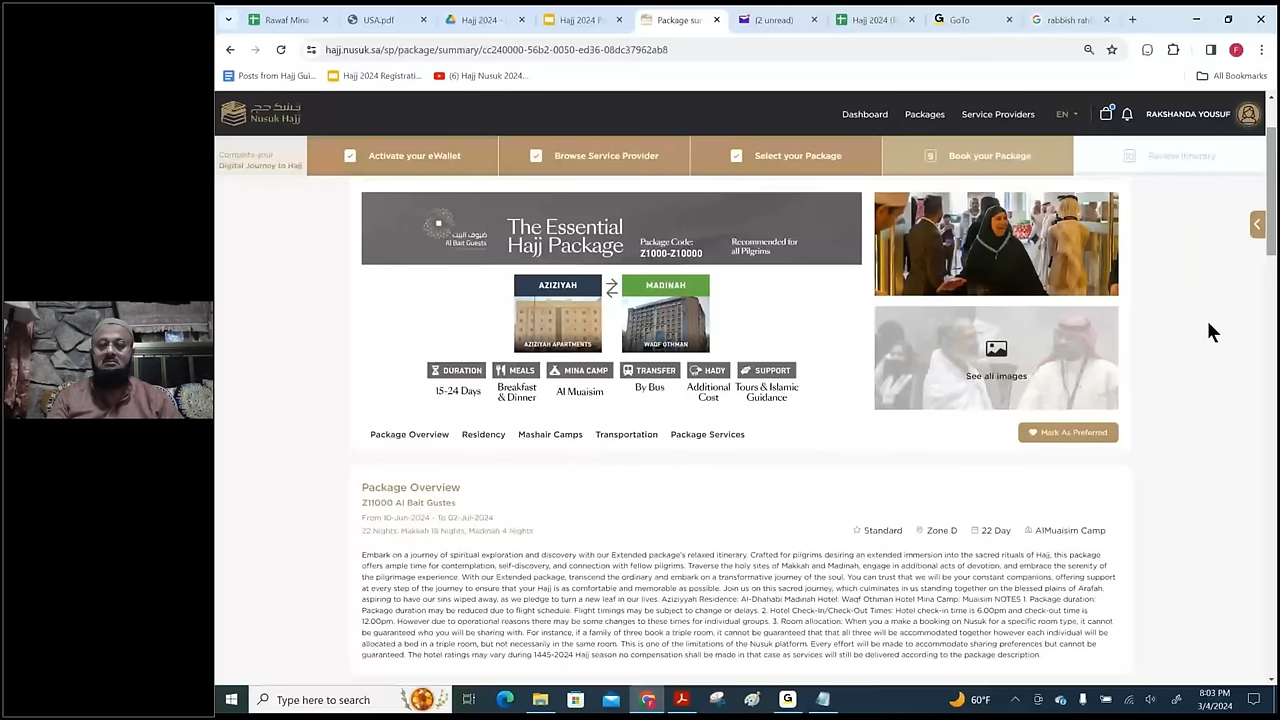 Rawaf Mina
USA.pdf
Hajj 2024 -
Hajj 2024 P
Package sur
(2 unread)
Hajj 2024 (
GoTo
rabbish rah
hajj.nusuk.sa/sp/package/summary/cc240000-56b2-0050-ed36-08dc37962ab8
F
Posts from Hajj Gui...
Hajj 2024 Registrati...
(6) Hajj Nusuk 2024...
All Bookmarks
نسك حج
Nusuk Hajj
Dashboard
Packages
Service Providers
EN
RAKSHANDA YOUSUF
Complete your
Digital Journey to Hajj
Activate your eWallet
Browse Service Provider
Select your Package
9 Book your Package
10 Review Itinerary
ضيوف البيت
Al Bait Guests
The Essential
Hajj Package
Package Code:
Z1000-Z10000
Recommended for
all Pilgrims
AZIZIYAH
MADINAH
AZIZIYAH APARTMENTS
WAQF OTHMAN
DURATION
MEALS
MINA CAMP
TRANSFER
HADY
SUPPORT
15-24 Days
Breakfast
& Dinner
Al Muaisim
By Bus
Additional
Cost
Tours & Islamic
Guidance
See all images
Package Overview
Residency
Mashair Camps
Transportation
Package Services
Mark As Preferred
Package Overview
Z11000 Al Bait Gustes
From 10-Jun-2024 - To 02-Jul-2024
22 Nights: Makkah 18 Nights, Madinah 4 Nights
Standard
Zone D
22 Day
AlMuaisim Camp
Embark on a journey of spiritual exploration and discovery with our Extended package's relaxed itinerary. Crafted for pilgrims desiring an extended immersion into the sacred rituals of Hajj, this package
offers ample time for contemplation, self-discovery, and connection with fellow pilgrims. Traverse the holy sites of Makkah and Madinah, engage in additional acts of devotion, and embrace the serenity of
the pilgrimage experience. With our Extended package, transcend the ordinary and embark on a transformative journey of the soul. You can trust that we will be your constant companions, offering support
at every step of the journey to ensure that your Hajj is as comfortable and memorable as possible. Join us on this sacred journey, which culminates in us standing together on the blessed plains of Arafah,
aspiring to have our sins wiped away, as we pledge to turn a new leaf in our lives. Aziziyyah Residence: Al-Dhahabi Madinah Hotel: Waqf Othman Hotel Mina Camp: Muaisim NOTES 1. Package duration:
Package duration may be reduced due to flight schedule. Flight timings may be subject to change or delays. 2. Hotel Check-In/Check-Out Times: Hotel check-in time is 6.00pm and check-out time is
12.00pm. However due to operational reasons there may be some changes to these times for individual groups. 3. Room allocation: When you make a booking on Nusuk for a specific room type, it cannot
be guaranteed who you will be sharing with. For instance, if a family of three book a triple room, it cannot be guaranteed that that all three will be accommodated together however each individual will be
allocated a bed in a triple room, but not necessarily in the same room. This is one of the limitations of the Nusuk platform. Every effort will be made to accommodate sharing preferences but cannot be
guaranteed. The hotel ratings may vary during 1445-2024 Hajj season no compensation shall be made in that case as services will still be delivered according to the package description.
Type here to search
60°F
8:03 PM
3/4/2024